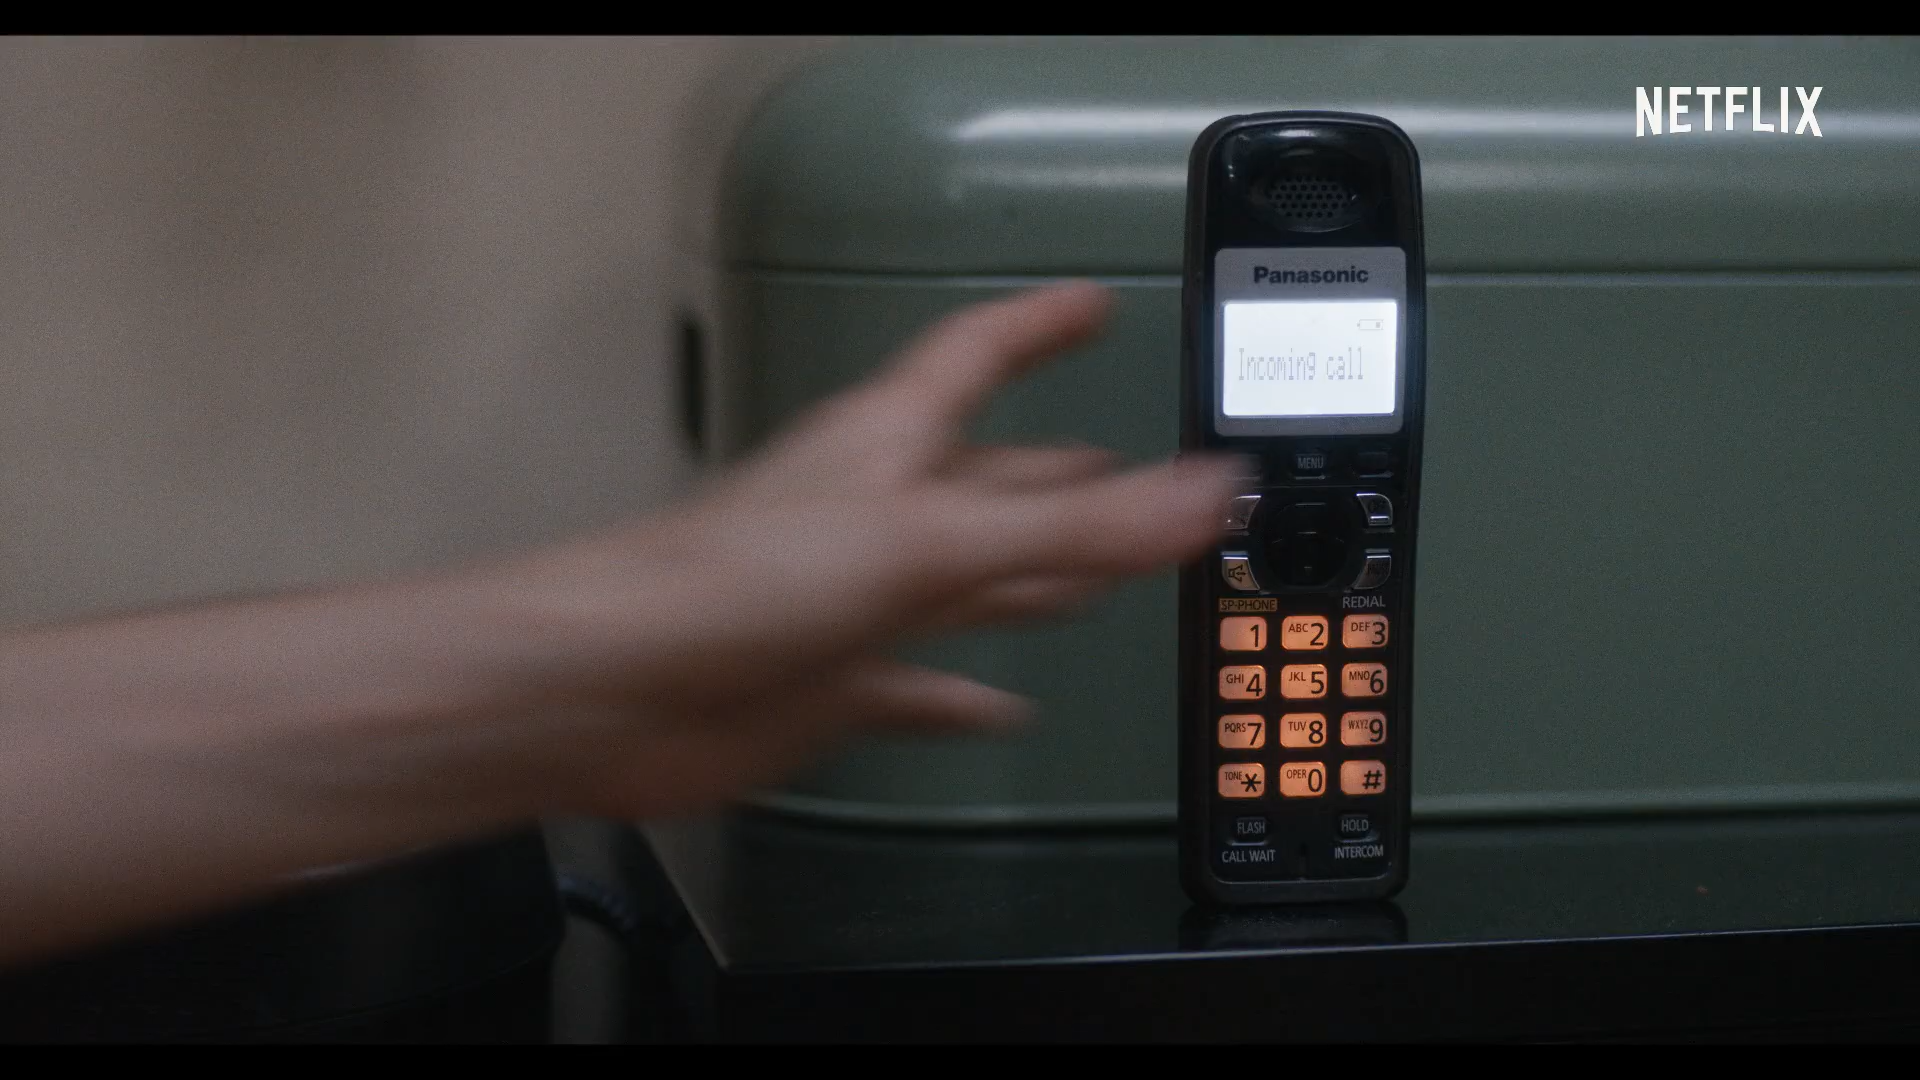 NETFLIX
Panasonic
Incoming call
MENU
SP-PHONE
REDIAL
1
ABC 2
DEF 3
GHI 4
JKL 5
MNO 6
PQRS 7
TUV 8
WXYZ 9
TONE *
OPER 0
#
FLASH
HOLD
CALL WAIT
INTERCOM